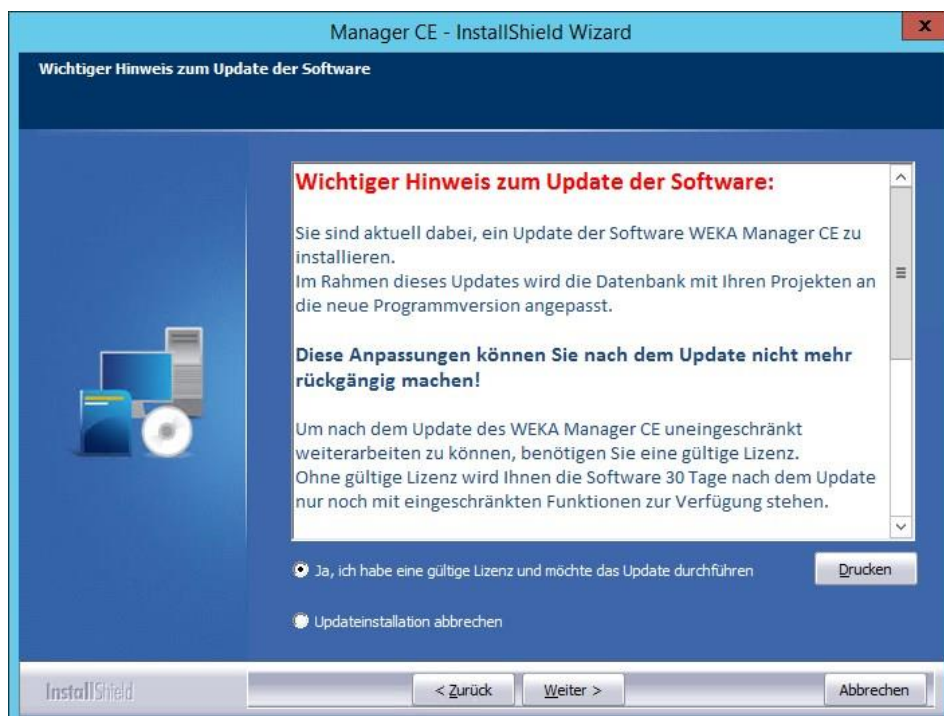 Manager CE - InstallShield Wizard
x
Wichtiger Hinweis zum Update der Software
Wichtiger Hinweis zum Update der Software:
Sie sind aktuell dabei, ein Update der Software WEKA Manager CE zu
installieren.
Im Rahmen dieses Updates wird die Datenbank mit Ihren Projekten an
die neue Programmversion angepasst.
Diese Anpassungen können Sie nach dem Update nicht mehr
rückgängig machen!
Um nach dem Update des WEKA Manager CE uneingeschränkt
weiterarbeiten zu können, benötigen Sie eine gültige Lizenz.
Ohne gültige Lizenz wird Ihnen die Software 30 Tage nach dem Update
nur noch mit eingeschränkten Funktionen zur Verfügung stehen.
Ja, ich habe eine gültige Lizenz und möchte das Update durchführen
Drucken
Updateinstallation abbrechen
InstallShield
< Zurück
Weiter >
Abbrechen